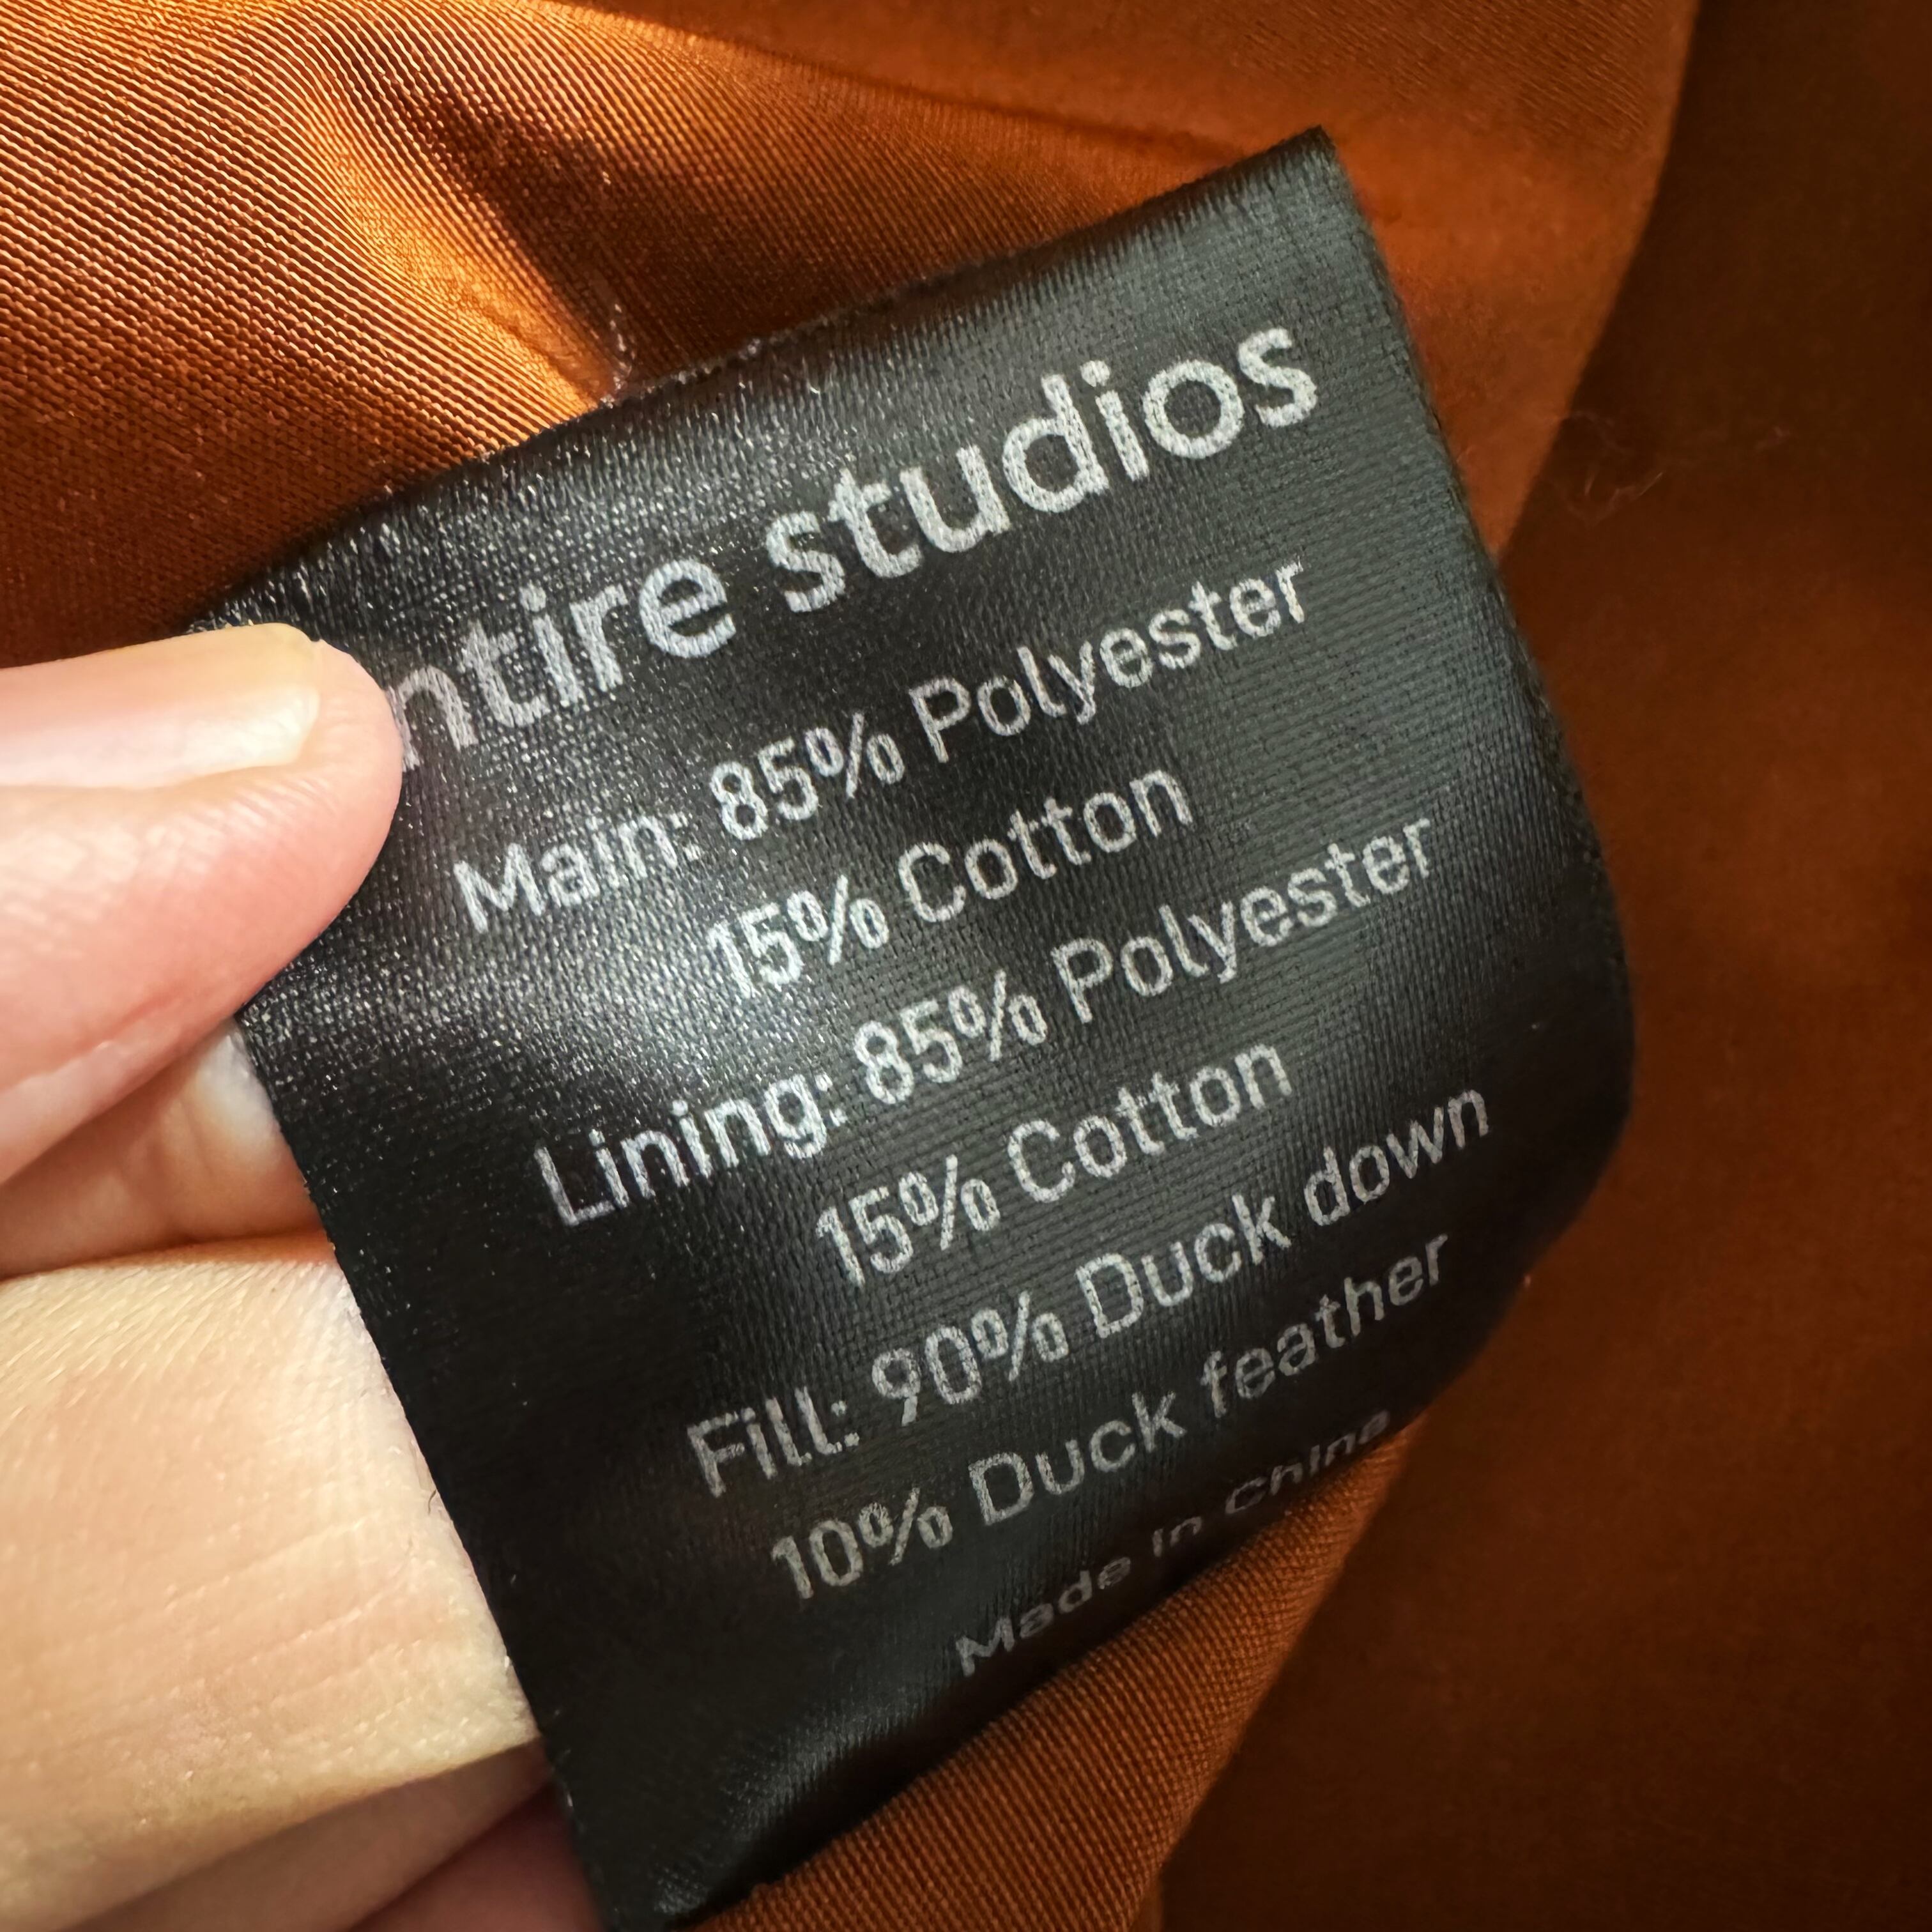 ntire studios
Main: 85% Polyester
15% Cotton
Lining: 85% Polyester
15% Cotton
Fill: 90% Duck down
10% Duck feather
Made in China